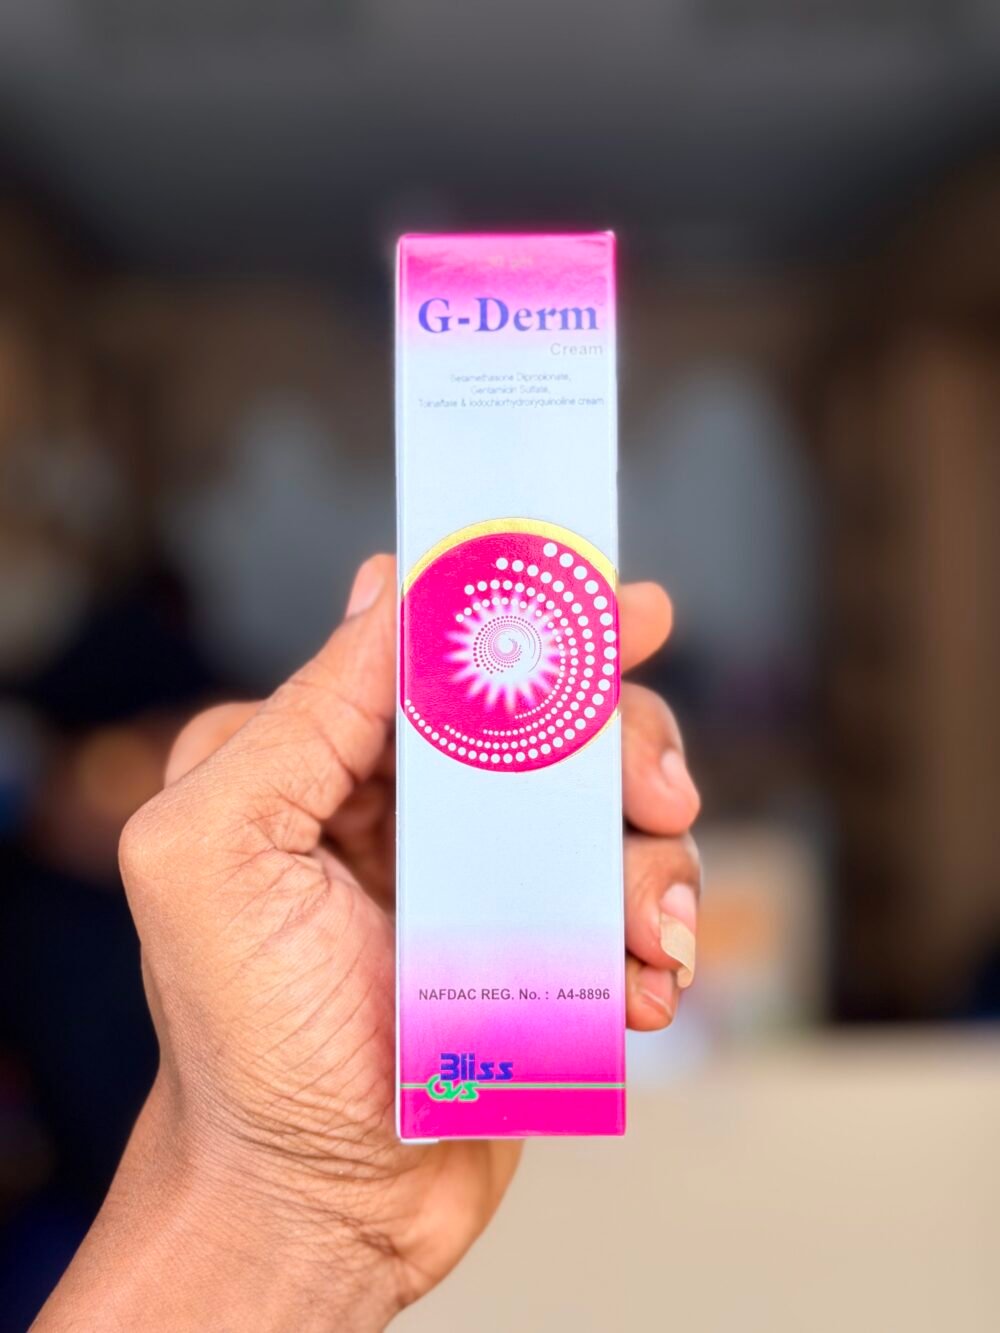 G-Derm
Cream
Betamethasone Dipropionate,
Gentamicin Sulfate,
Tolnaftate & Iodochlorhydroxyquinoline cream
NAFDAC REG. No. : A4-8896
Bliss
GVS